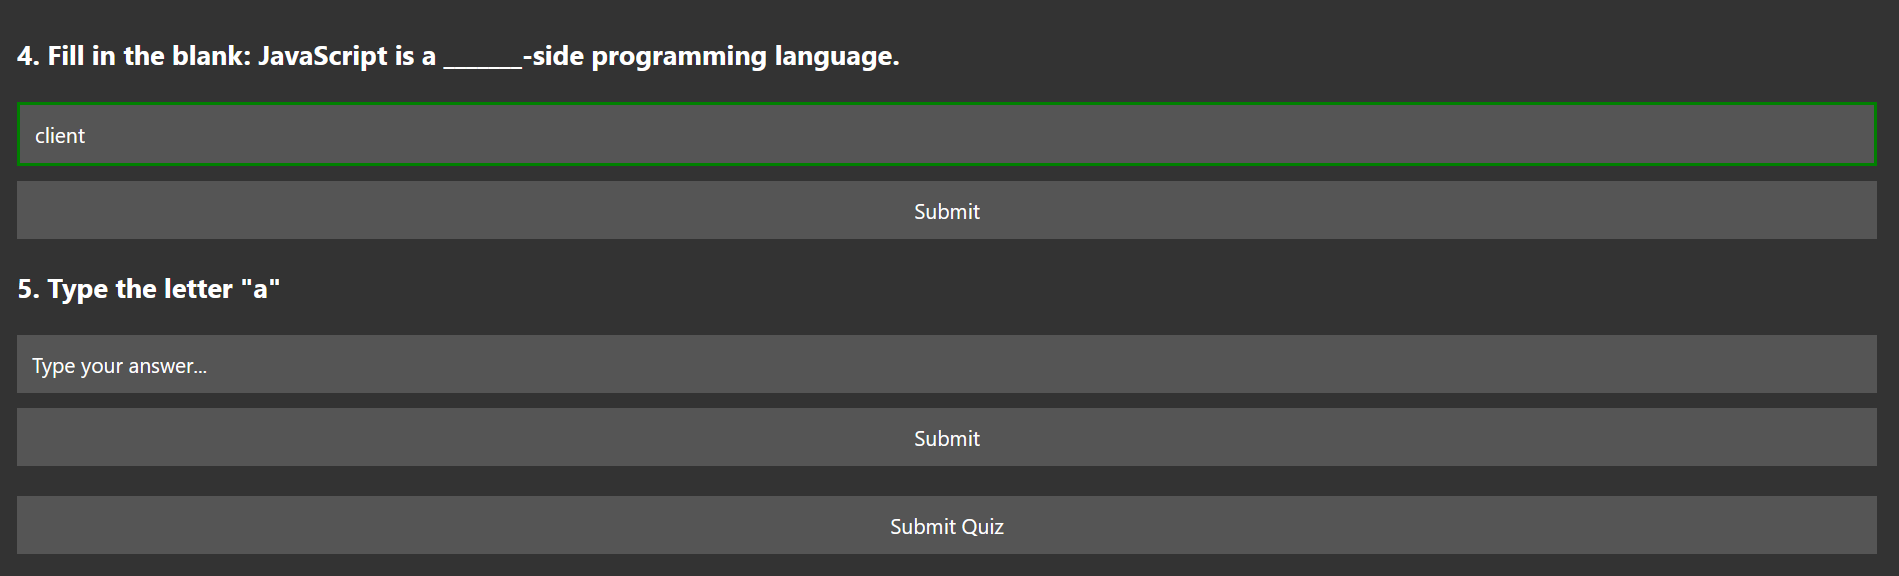 4. Fill in the blank: JavaScript is a _______-side programming language.
client
Submit
5. Type the letter "a"
Type your answer...
Submit
Submit Quiz